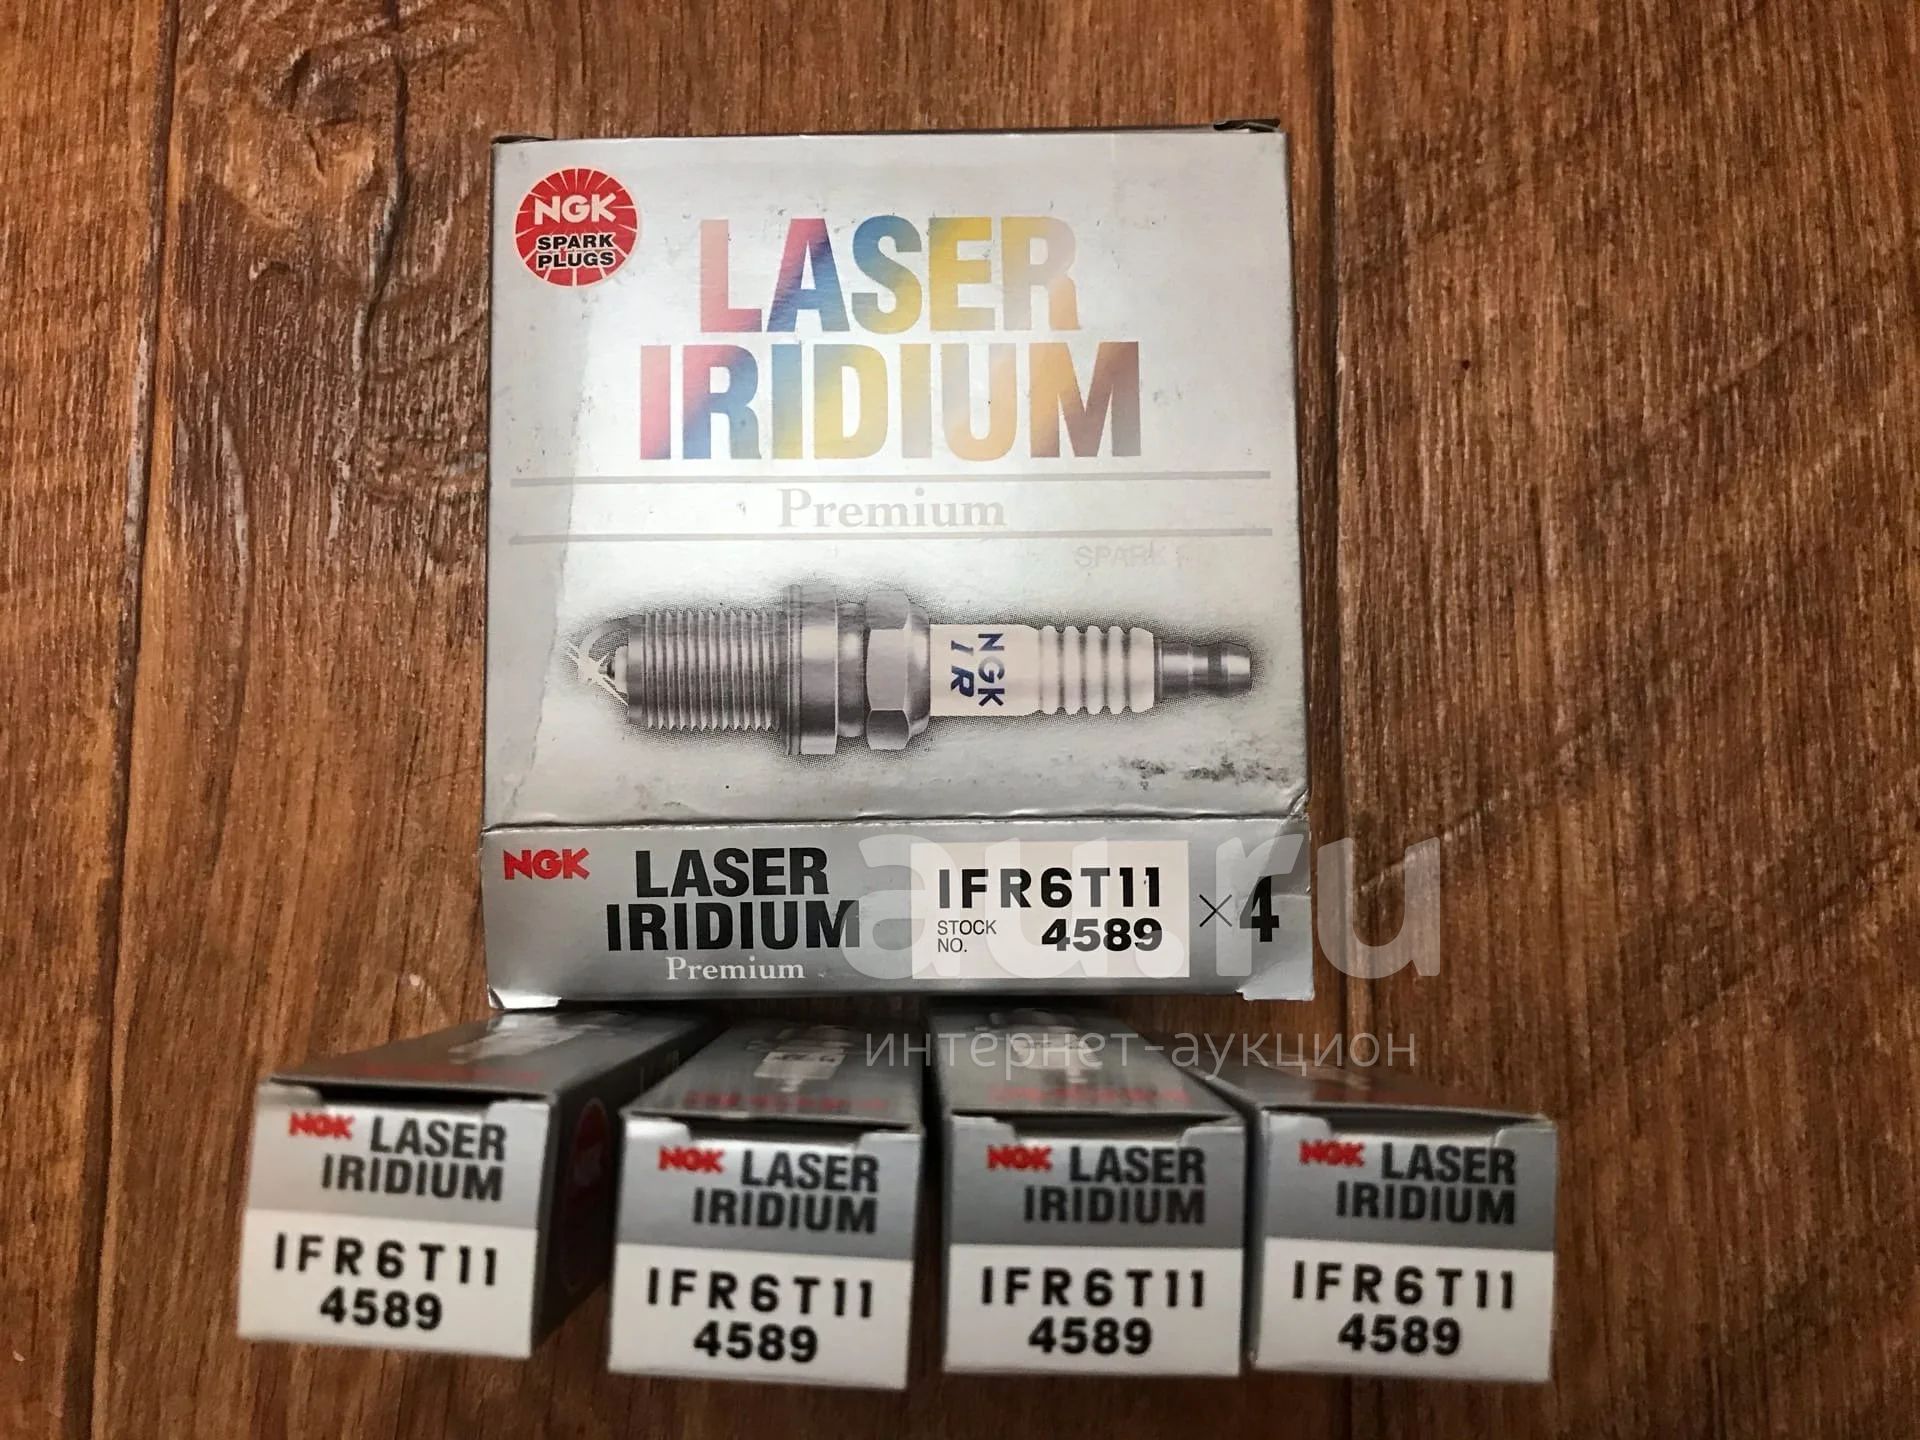 NGK
SPARK
PLUGS
LASER
IRIDIUM
Premium
SPARK
NGK
IR
NGK LASER
IRIDIUM
Premium
IFR6T11
STOCK
NO. 4589
×4
au.ru
интернет-аукцион
NGK LASER
IRIDIUM
IFR6T11
4589
NGK LASER
IRIDIUM
IFR6T11
4589
NGK LASER
IRIDIUM
IFR6T11
4589
NGK LASER
IRIDIUM
IFR6T11
4589